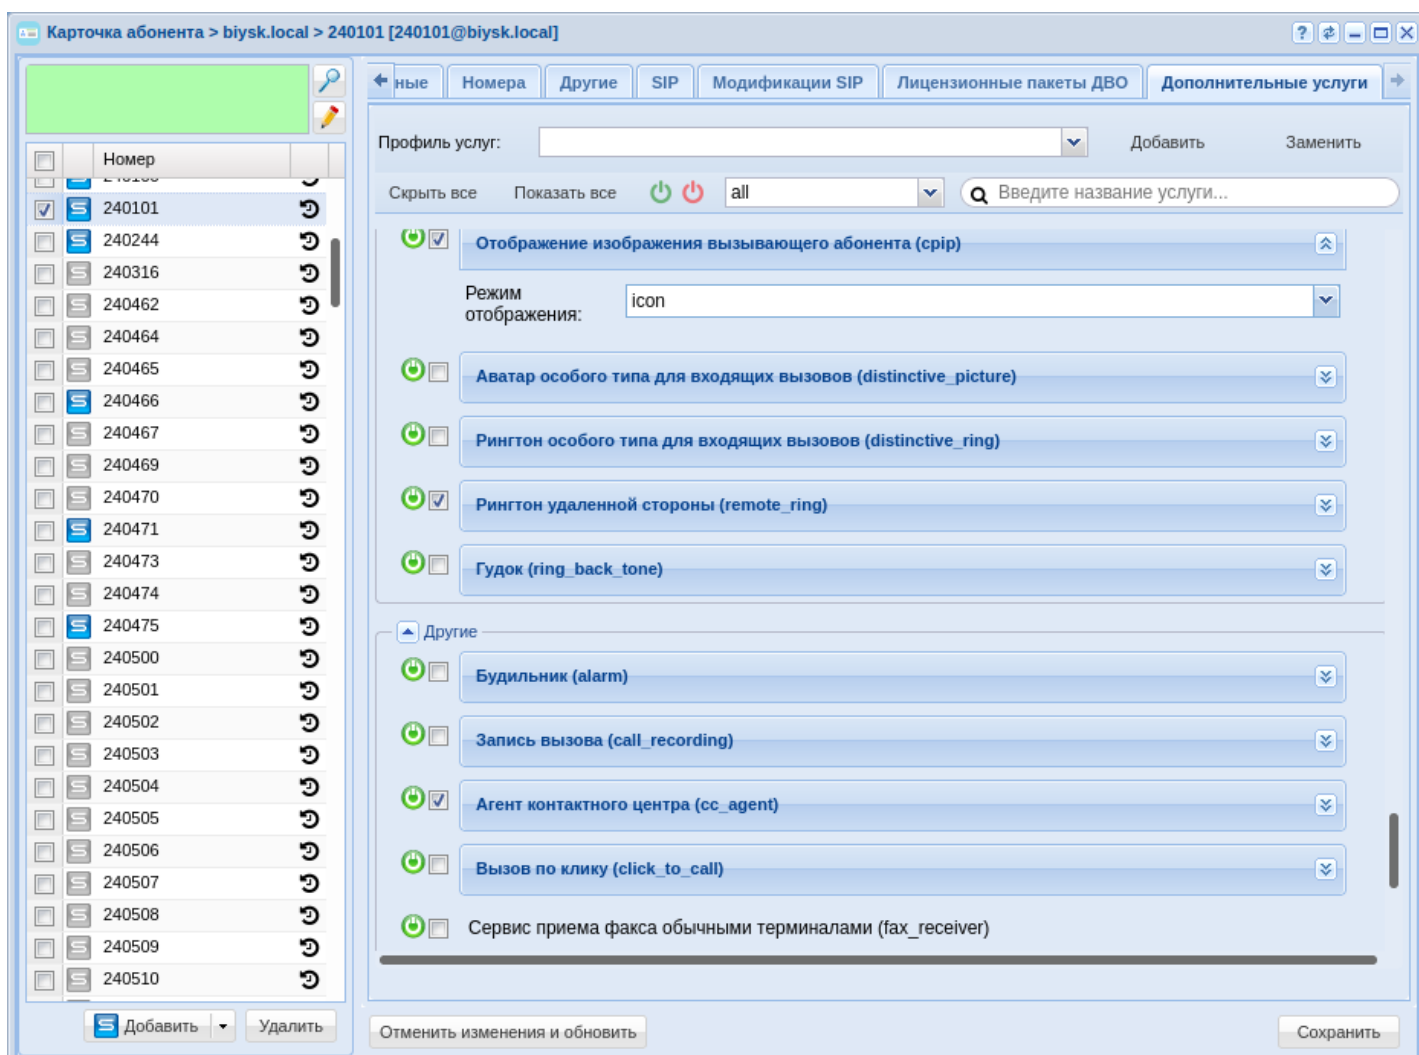 Карточка абонента > biysk.local > 240101 [240101@biysk.local]
ные
Номера
Другие
SIP
Модификации SIP
Лицензионные пакеты ДВО
Дополнительные услуги
Номер
240101
240244
240316
240462
240464
240465
240466
240467
240469
240470
240471
240473
240474
240475
240500
240501
240502
240503
240504
240505
240506
240507
240508
240509
240510
Добавить
Удалить
Профиль услуг:
Добавить
Заменить
Скрыть все
Показать все
all
Введите название услуги...
Отображение изображения вызывающего абонента (cpip)
Режим
отображения:
icon
Аватар особого типа для входящих вызовов (distinctive_picture)
Рингтон особого типа для входящих вызовов (distinctive_ring)
Рингтон удаленной стороны (remote_ring)
Гудок (ring_back_tone)
Другие
Будильник (alarm)
Запись вызова (call_recording)
Агент контактного центра (cc_agent)
Вызов по клику (click_to_call)
Сервис приема факса обычными терминалами (fax_receiver)
Отменить изменения и обновить
Сохранить